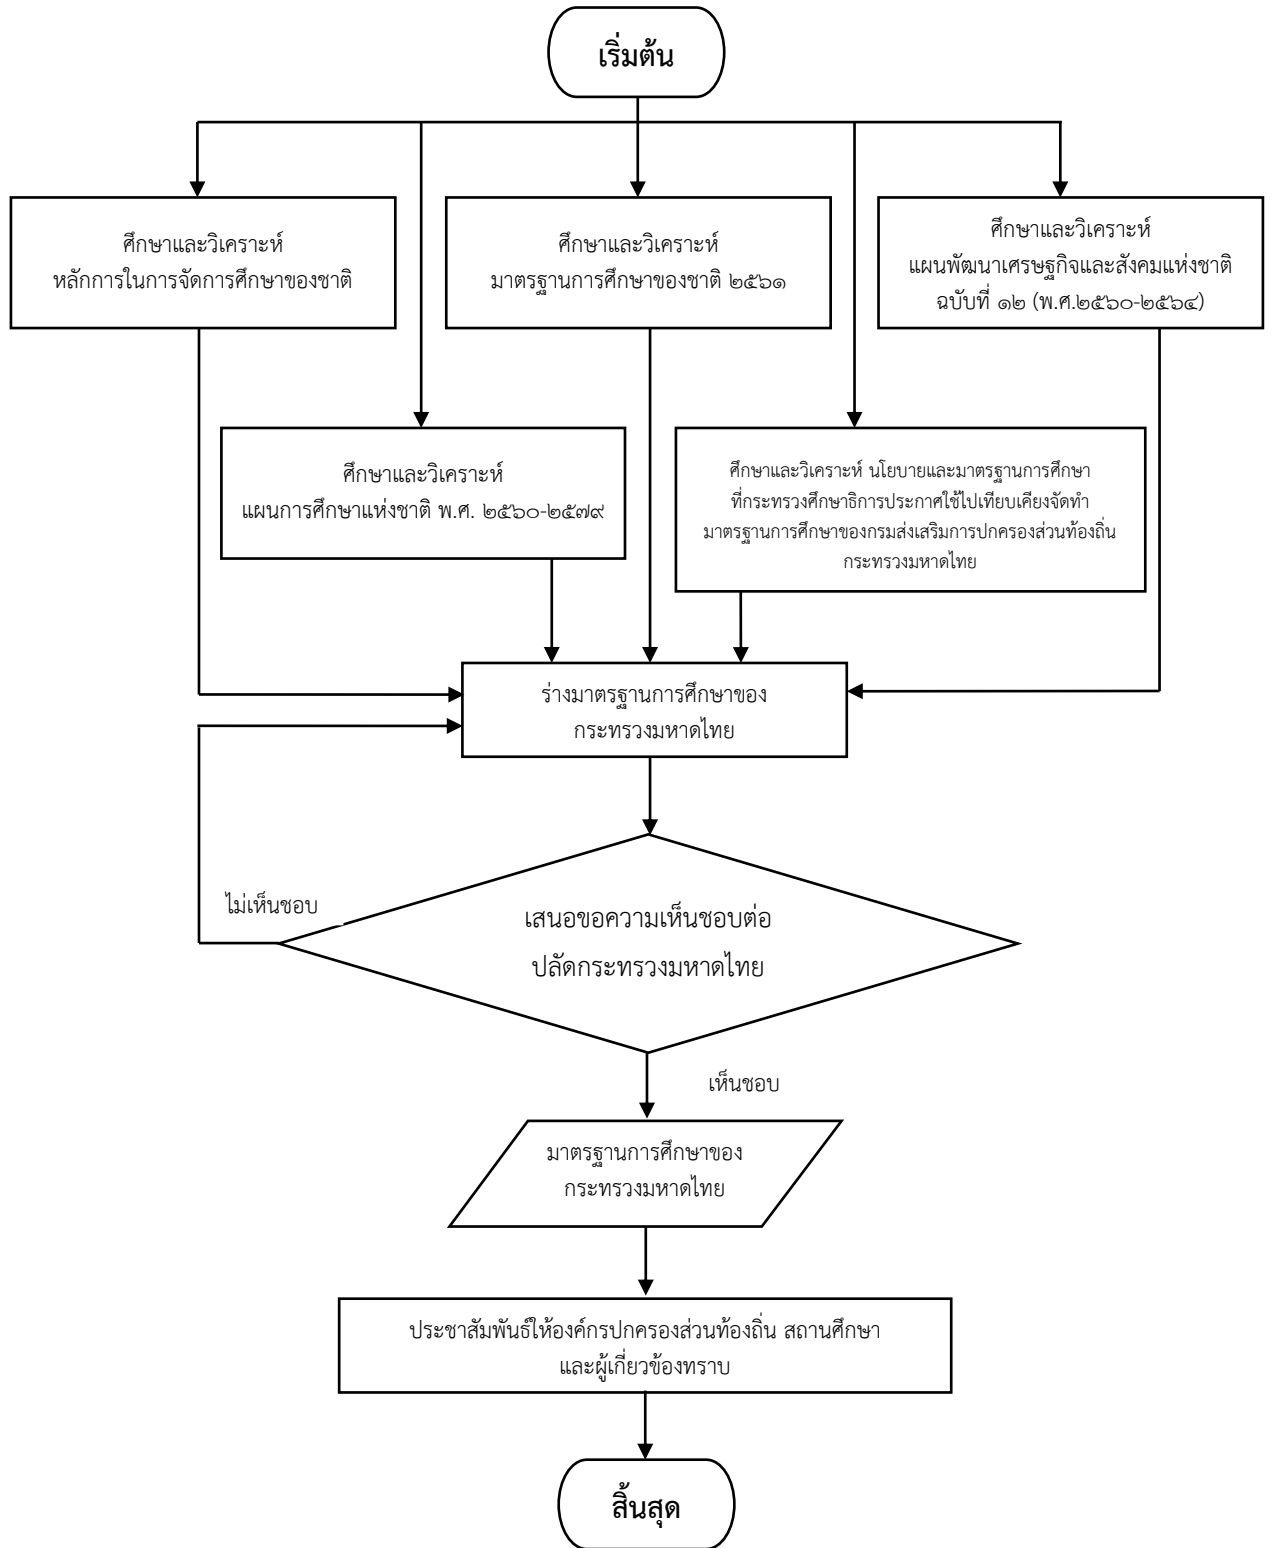 เริ่มต้น
ศึกษาและวิเคราะห์
หลักการในการจัดการศึกษาของชาติ
ศึกษาและวิเคราะห์
มาตรฐานการศึกษาของชาติ ๒๕๖๑
ศึกษาและวิเคราะห์
แผนพัฒนาเศรษฐกิจและสังคมแห่งชาติ
ฉบับที่ ๑๒ (พ.ศ.๒๕๖๐-๒๕๖๔)
ศึกษาและวิเคราะห์
แผนการศึกษาแห่งชาติ พ.ศ. ๒๕๖๐-๒๕๗๙
ศึกษาและวิเคราะห์ นโยบายและมาตรฐานการศึกษา
ที่กระทรวงศึกษาธิการประกาศใช้ไปเทียบเคียงจัดทำ
มาตรฐานการศึกษาของกรมส่งเสริมการปกครองส่วนท้องถิ่น
กระทรวงมหาดไทย
ร่างมาตรฐานการศึกษาของ
กระทรวงมหาดไทย
ไม่เห็นชอบ
เสนอขอความเห็นชอบต่อ
ปลัดกระทรวงมหาดไทย
เห็นชอบ
มาตรฐานการศึกษาของ
กระทรวงมหาดไทย
ประชาสัมพันธ์ให้องค์กรปกครองส่วนท้องถิ่น สถานศึกษา
และผู้เกี่ยวข้องทราบ
สิ้นสุด